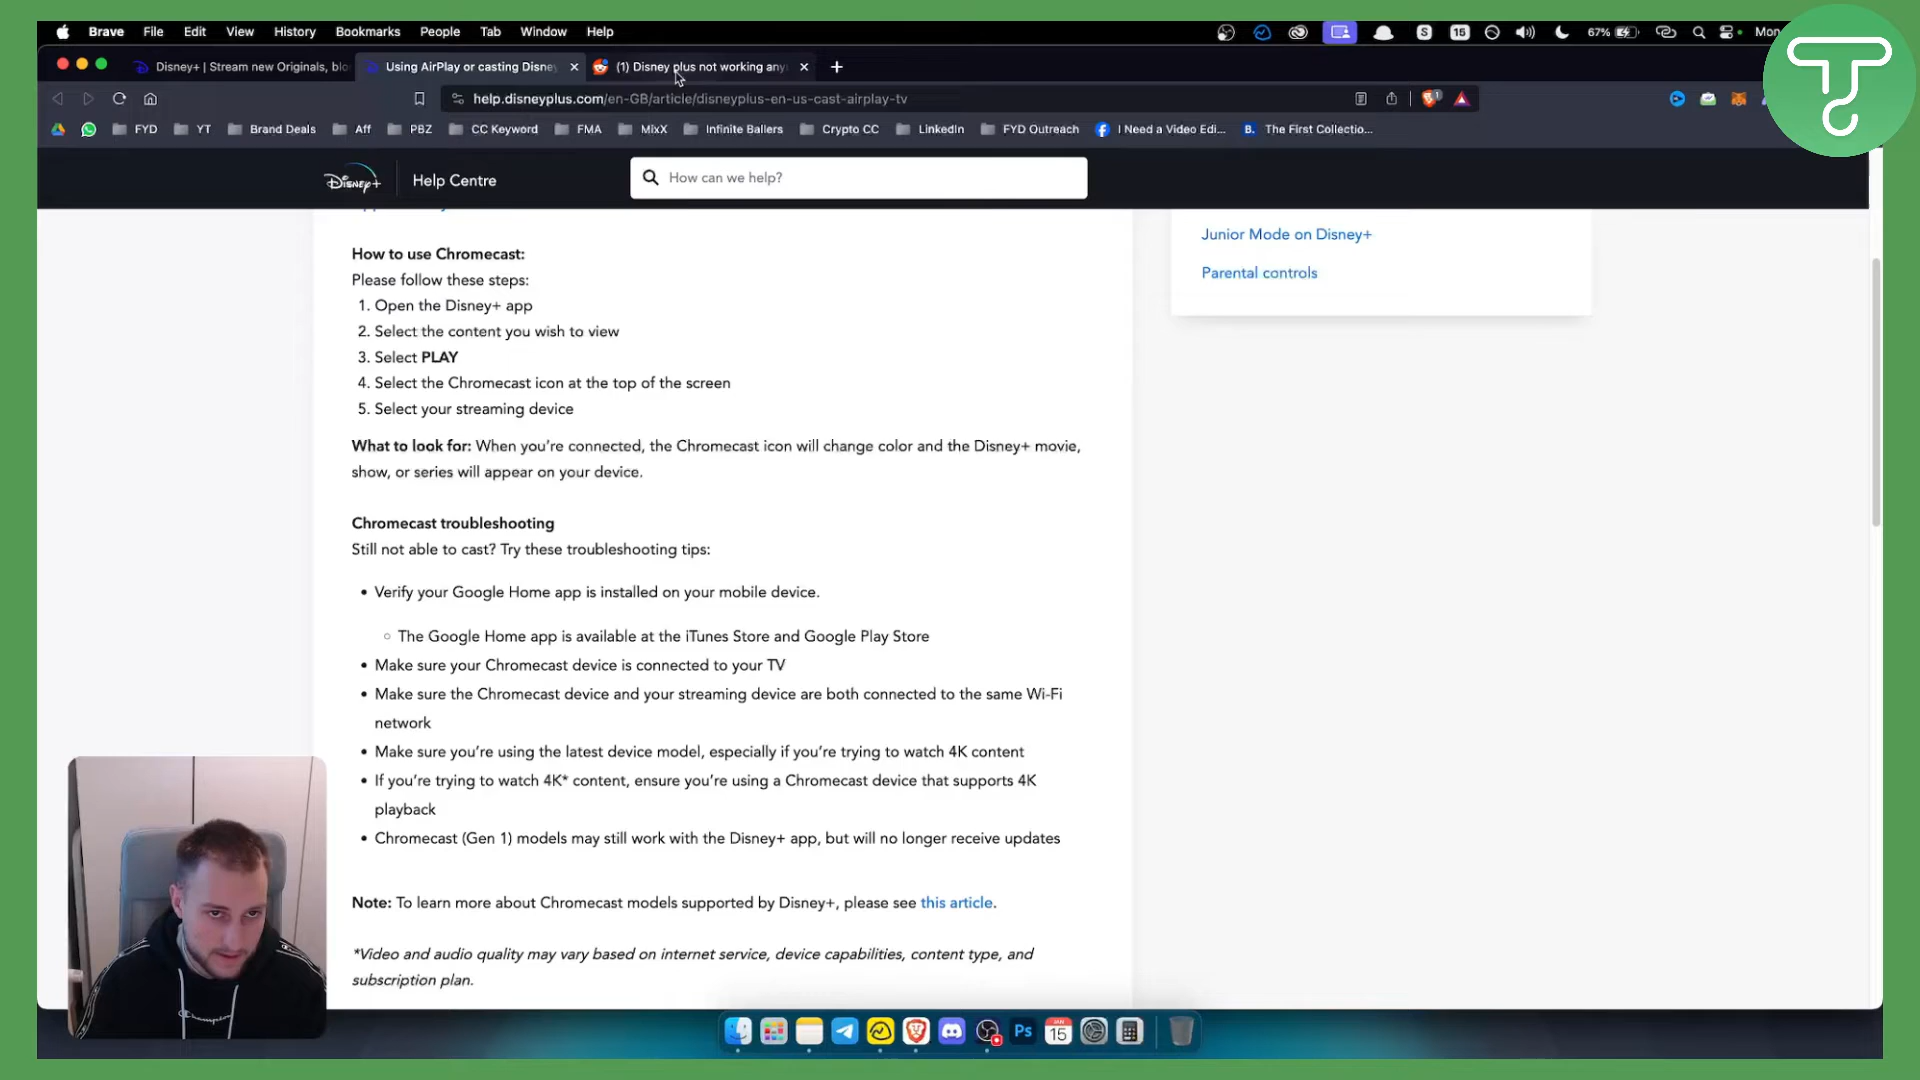 Brave File Edit View History Bookmarks People Tab Window Help S 15 67% Mon
Disney+ | Stream new Originals, blo Using AirPlay or casting Disne (1) Disney plus not working any
help.disneyplus.com/en-GB/article/disneyplus-en-us-cast-airplay-tv
FYD YT Brand Deals Aff PBZ CC Keyword FMA MixX Infinite Ballers Crypto CC LinkedIn FYD Outreach I Need a Video Edi... B. The First Collectio...
Disney+ Help Centre How can we help?
Junior Mode on Disney+
Parental controls
How to use Chromecast:
Please follow these steps:
1. Open the Disney+ app
2. Select the content you wish to view
3. Select PLAY
4. Select the Chromecast icon at the top of the screen
5. Select your streaming device
What to look for: When you're connected, the Chromecast icon will change color and the Disney+ movie,
show, or series will appear on your device.
Chromecast troubleshooting
Still not able to cast? Try these troubleshooting tips:
• Verify your Google Home app is installed on your mobile device.
○ The Google Home app is available at the iTunes Store and Google Play Store
• Make sure your Chromecast device is connected to your TV
• Make sure the Chromecast device and your streaming device are both connected to the same Wi-Fi
network
• Make sure you're using the latest device model, especially if you're trying to watch 4K content
• If you're trying to watch 4K* content, ensure you're using a Chromecast device that supports 4K
playback
• Chromecast (Gen 1) models may still work with the Disney+ app, but will no longer receive updates
Note: To learn more about Chromecast models supported by Disney+, please see this article.
*Video and audio quality may vary based on internet service, device capabilities, content type, and
subscription plan.
Champion
Ps
JAN
15